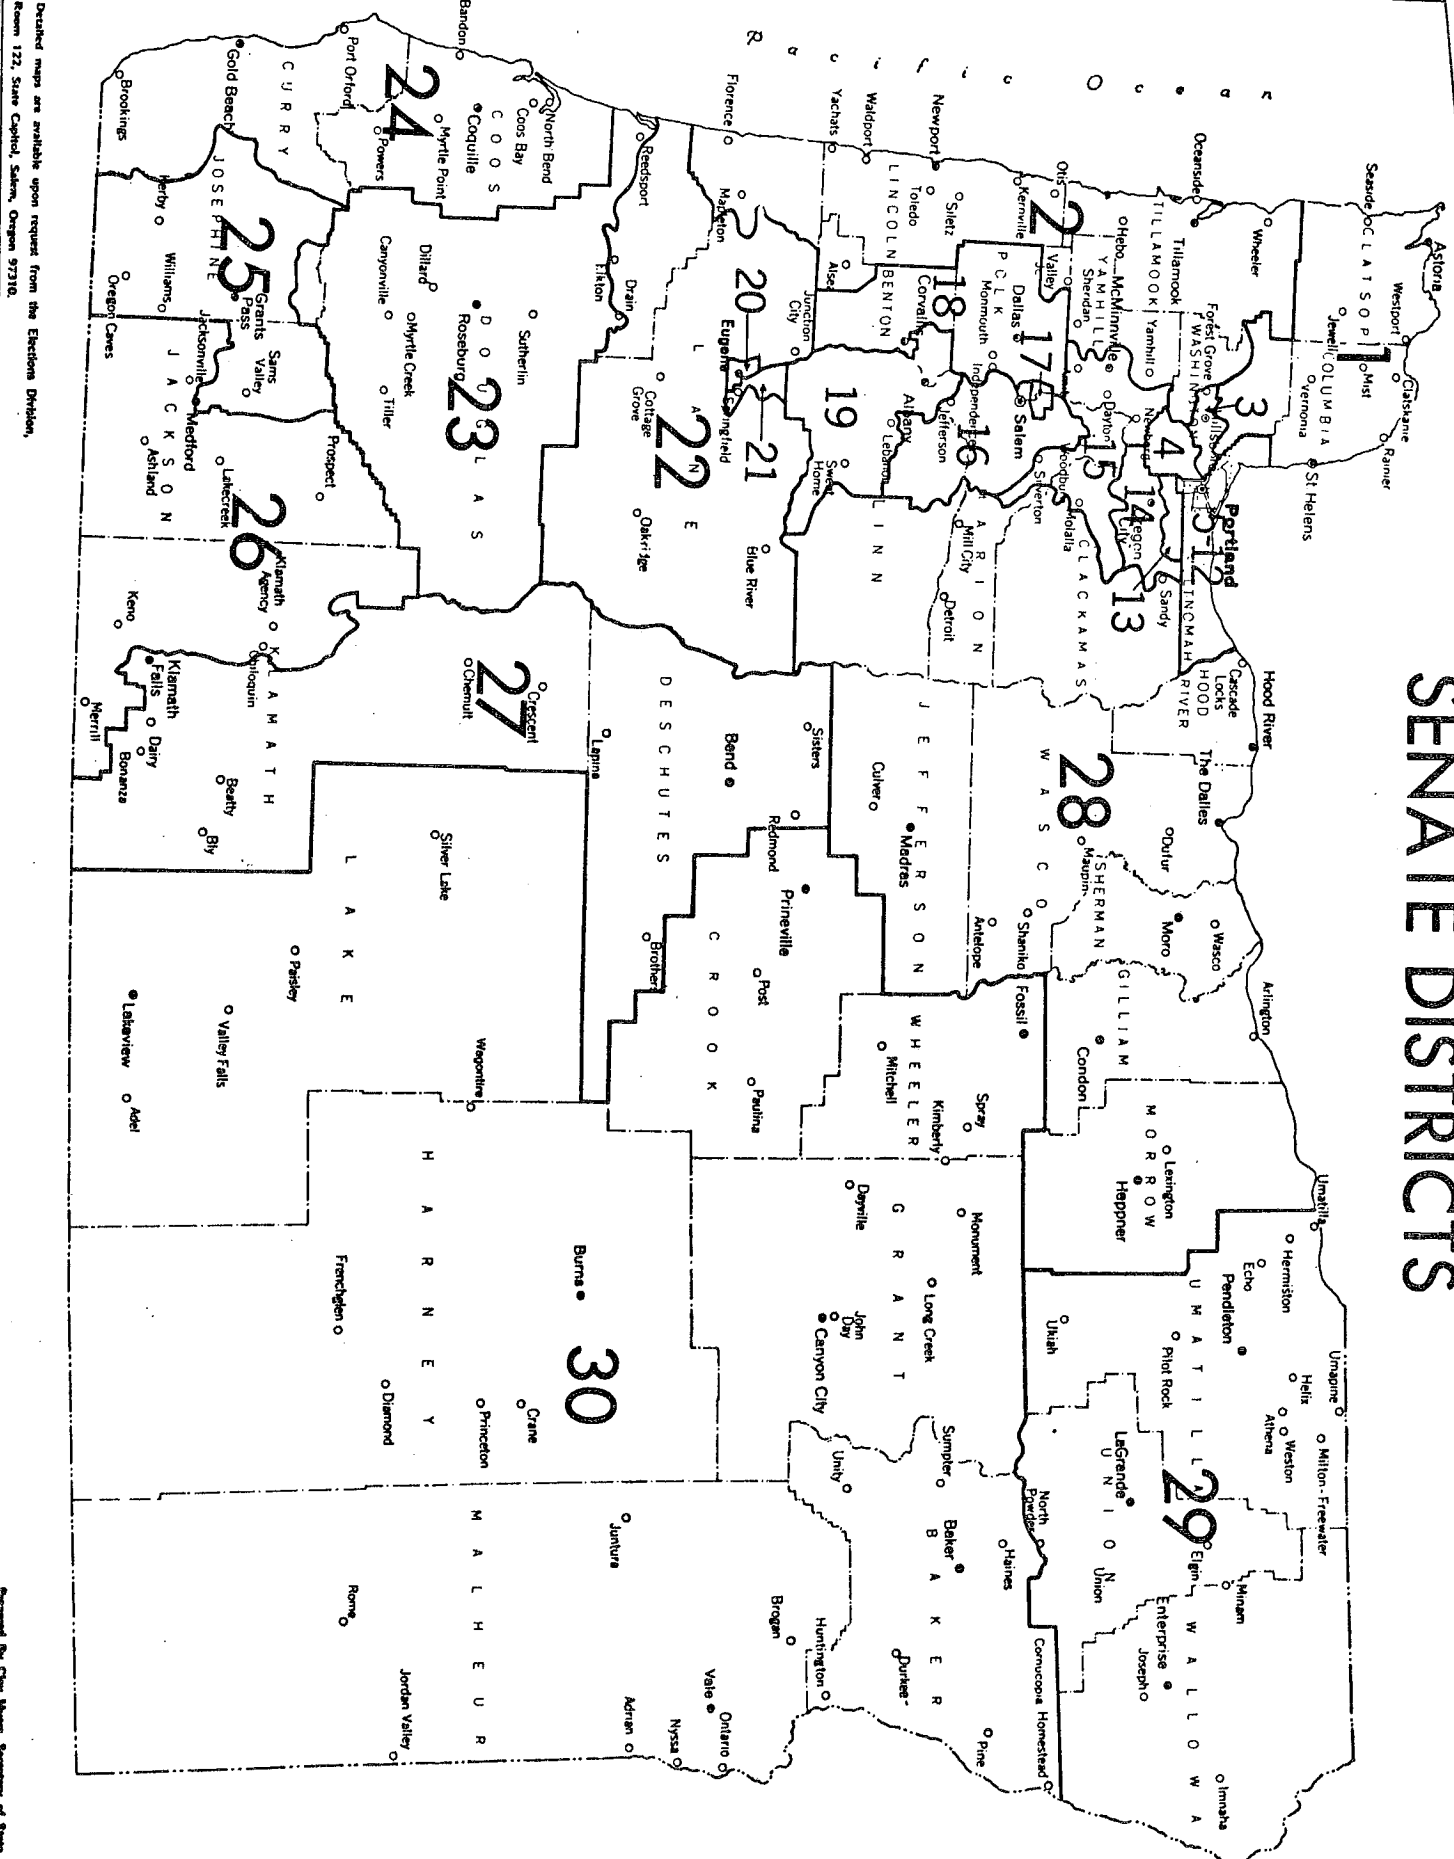 SENATE DISTRICTS
Pacific Ocean
Astoria
Westport
Clatskanie
Rainier
Seaside
CLATSOP
Jewell
Mist
1
COLUMBIA
Vernonia
St Helens
Wheeler
3
Forest Grove
WASHINGTON
Portland
5-12
MULTNOMAH
Oceanside
Tillamook
TILLAMOOK
Yamhill
4
Sandy
Hebo
McMinnville
YAMHILL
Sheridan
Dayton
15
14
Oregon City
13
CLACKAMAS
Molalla
Otis
2
Valley Jc
Kernville
17
Dallas
Salem
Woodburn
Silverton
POLK
Monmouth
Independence
16
Siletz
Newport
Toledo
LINCOLN
18
Jefferson
MARION
Mill City
Detroit
Waldport
BENTON
Corvallis
Albany
Lebanon
LINN
Yachats
Alsea
19
Sweet Home
Junction City
Florence
Mapleton
20
Eugene
Springfield
21
Blue River
LANE
22
Cottage Grove
Oakridge
Reedsport
Drain
Elkton
Cascade Locks
HOOD RIVER
Hood River
The Dalles
Dufur
28
WASCO
Maupin
SHERMAN
Moro
Wasco
Arlington
GILLIAM
Condon
Shaniko
Antelope
Fossil
JEFFERSON
Culver
Madras
WHEELER
Mitchell
Spray
Kimberly
MORROW
Lexington
Heppner
Umatilla
Hermiston
Echo
Pendleton
Umapine
Helix
Athena
Weston
Milton-Freewater
Pilot Rock
UMATILLA
Ukiah
29
LaGrande
UNION
Elgin
Minam
Union
Enterprise
Joseph
WALLOWA
Imnaha
North Powder
Haines
Cornucopia
Homestead
Sumpter
Baker
BAKER
Pine
Durkee
Unity
Huntington
Monument
Long Creek
Dayville
GRANT
John Day
Canyon City
Sisters
Redmond
Bend
DESCHUTES
Lapine
Brothers
Prineville
Post
CROOK
Paulina
North Bend
Coos Bay
Bandon
COOS
Coquille
Myrtle Point
24
Powers
Port Orford
CURRY
Gold Beach
Brookings
Sutherlin
DOUGLAS
Roseburg
23
Dillard
Myrtle Creek
Canyonville
Tiller
Prospect
25
JOSEPHINE
Grants Pass
Kerby
Williams
Oregon Caves
Sams Valley
Jacksonville
Medford
JACKSON
Ashland
Lakecreek
26
Klamath Agency
Chiloquin
KLAMATH
Keno
Klamath Falls
Merrill
Dairy
Bonanza
Beatty
Bly
27
Crescent
Chemult
Silver Lake
LAKE
Paisley
Valley Falls
Lakeview
Adel
Wagontire
HARNEY
Burns
30
Crane
Princeton
Diamond
Frenchglen
MALHEUR
Juntura
Brogan
Vale
Ontario
Nyssa
Adrian
Rome
Jordan Valley
Detailed maps are available upon request from the Elections Division,
Room 122, State Capitol, Salem, Oregon 97310.